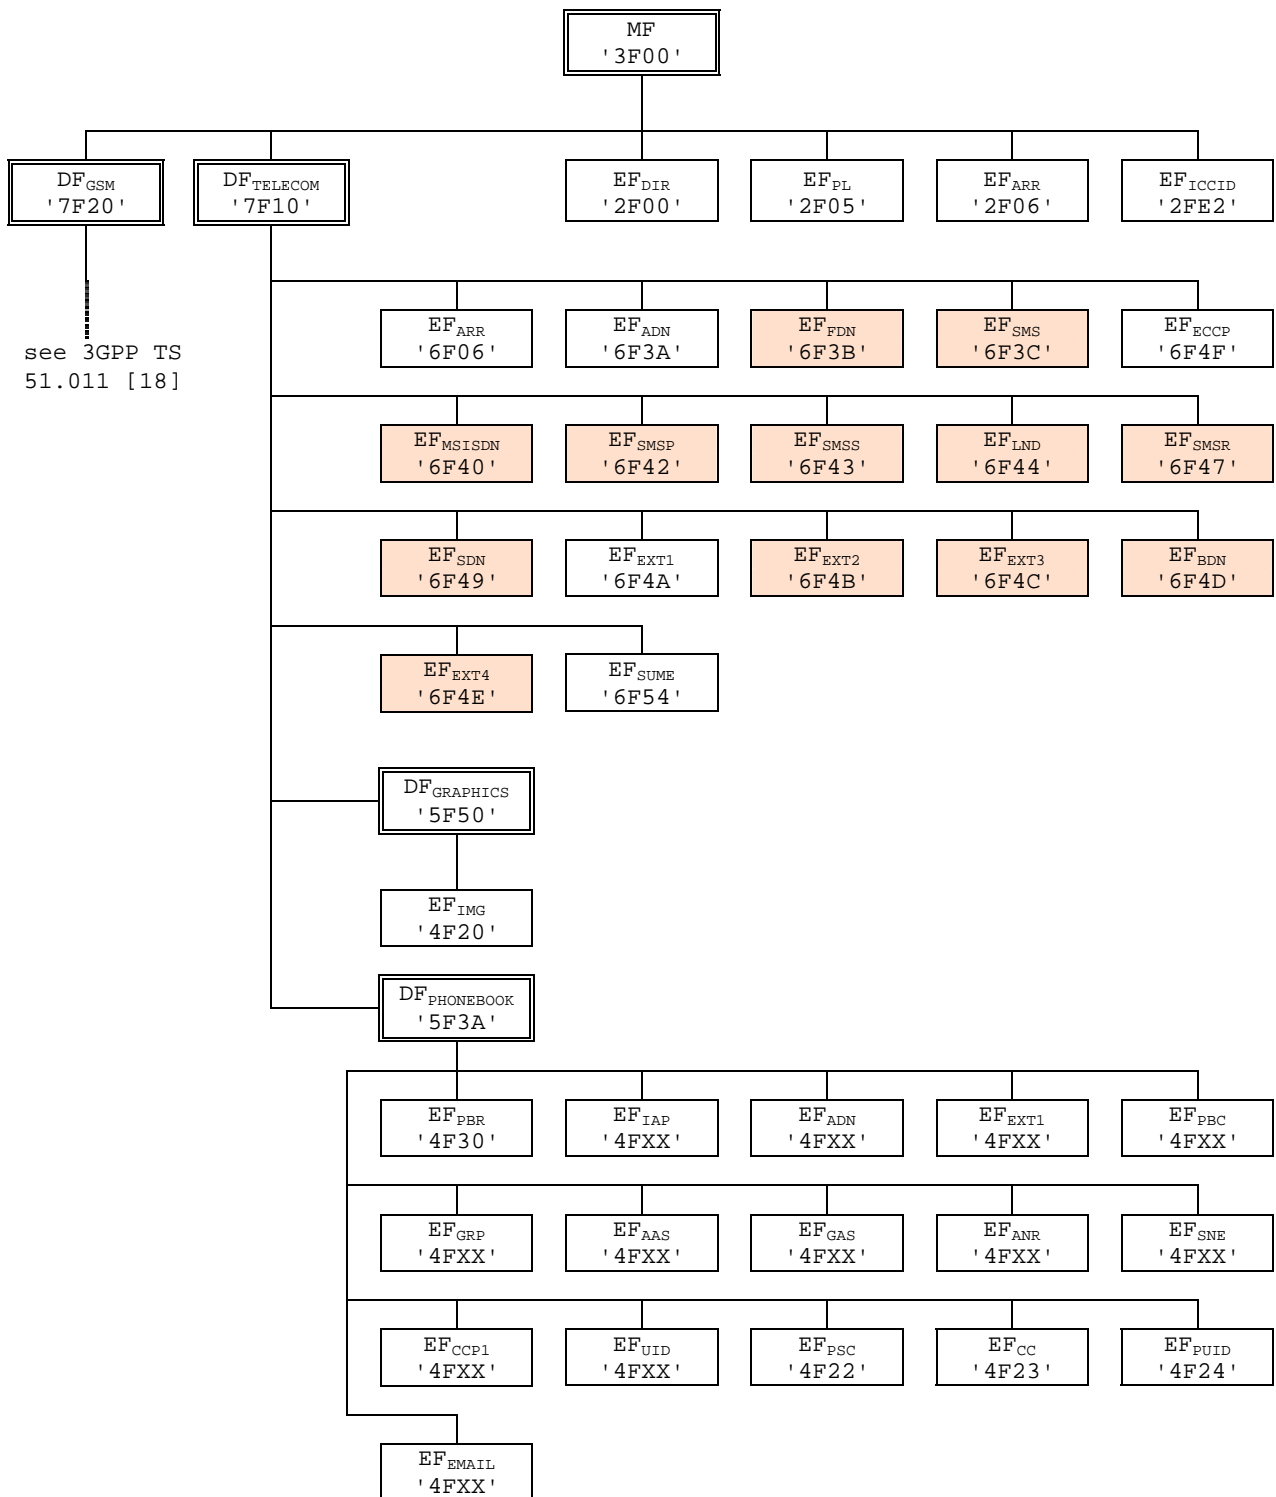 MF
'3F00'
DFGSM
'7F20'
DFTELECOM
'7F10'
EFDIR
'2F00'
EFPL
'2F05'
EFARR
'2F06'
EFICCID
'2FE2'
see 3GPP TS
51.011 [18]
EFARR
'6F06'
EFADN
'6F3A'
EFFDN
'6F3B'
EFSMS
'6F3C'
EFECCP
'6F4F'
EFMSISDN
'6F40'
EFSMSP
'6F42'
EFSMSS
'6F43'
EFLND
'6F44'
EFSMSR
'6F47'
EFSDN
'6F49'
EFEXT1
'6F4A'
EFEXT2
'6F4B'
EFEXT3
'6F4C'
EFBDN
'6F4D'
EFEXT4
'6F4E'
EFSUME
'6F54'
DFGRAPHICS
'5F50'
EFIMG
'4F20'
DFPHONEBOOK
'5F3A'
EFPBR
'4F30'
EFIAP
'4FXX'
EFADN
'4FXX'
EFEXT1
'4FXX'
EFPBC
'4FXX'
EFGRP
'4FXX'
EFAAS
'4FXX'
EFGAS
'4FXX'
EFANR
'4FXX'
EFSNE
'4FXX'
EFCCP1
'4FXX'
EFUID
'4FXX'
EFPSC
'4F22'
EFCC
'4F23'
EFPUID
'4F24'
EFEMAIL
'4FXX'